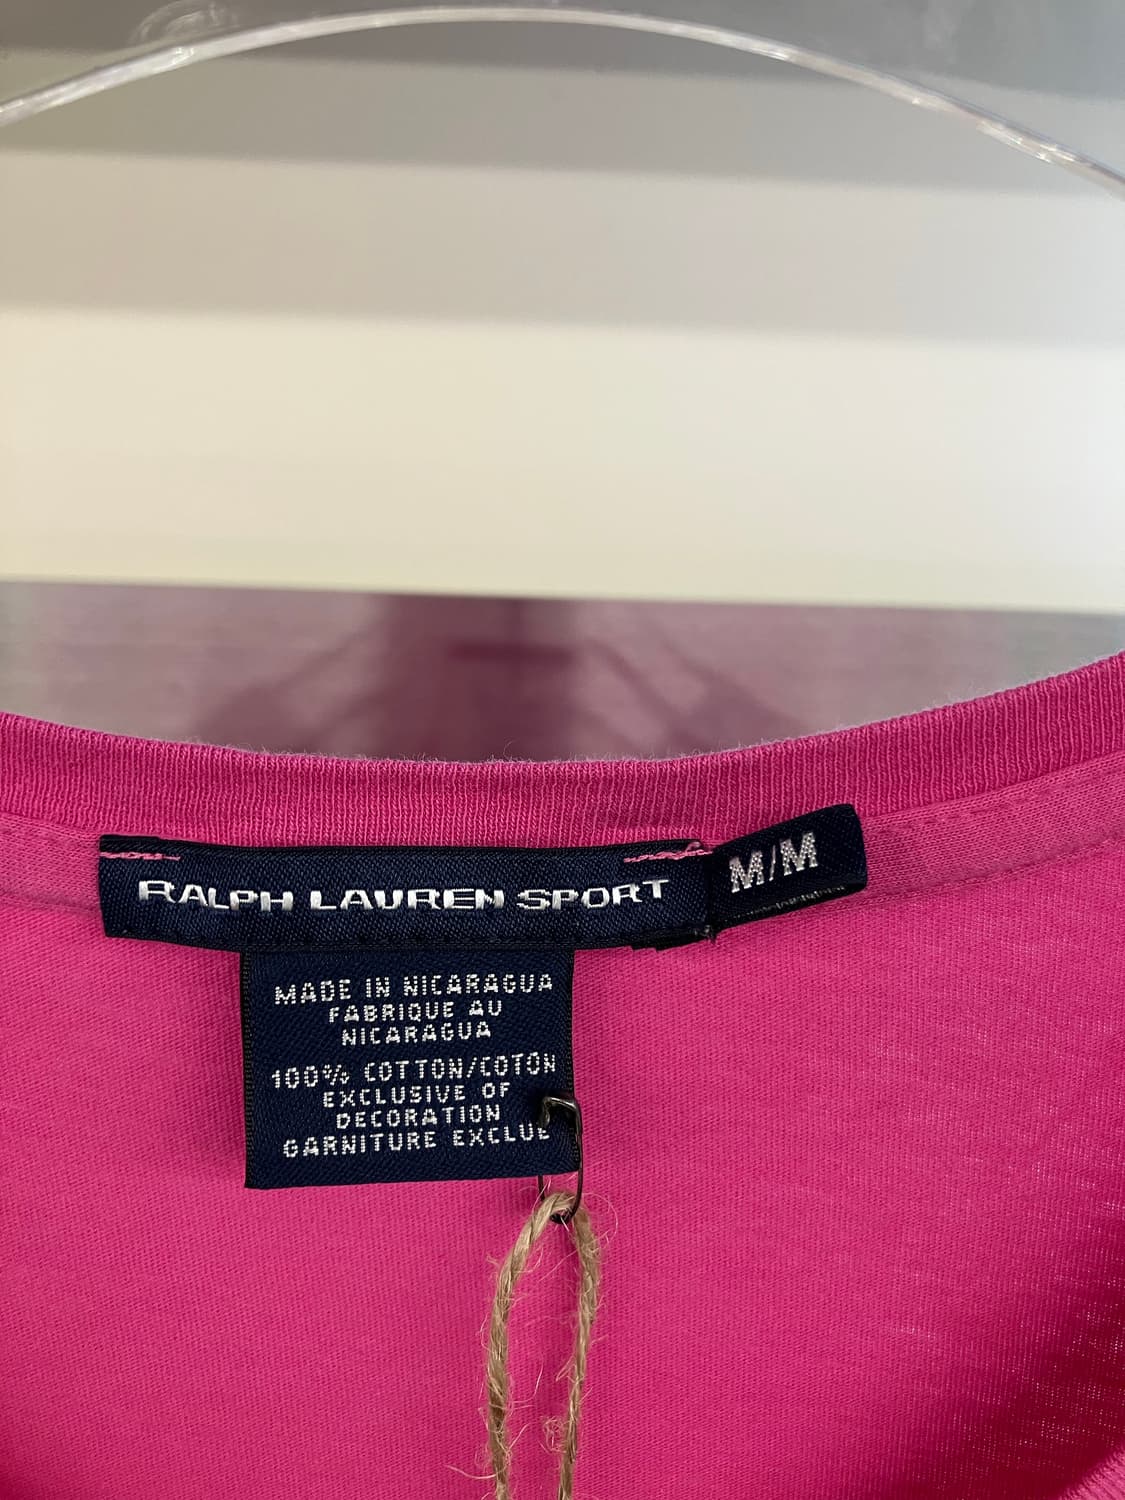 RALPH LAUREN SPORT
M/M
MADE IN NICARAGUA
FABRIQUE AU
NICARAGUA
100% COTTON/COTON
EXCLUSIVE OF
DECORATION
GARNITURE EXCLUE